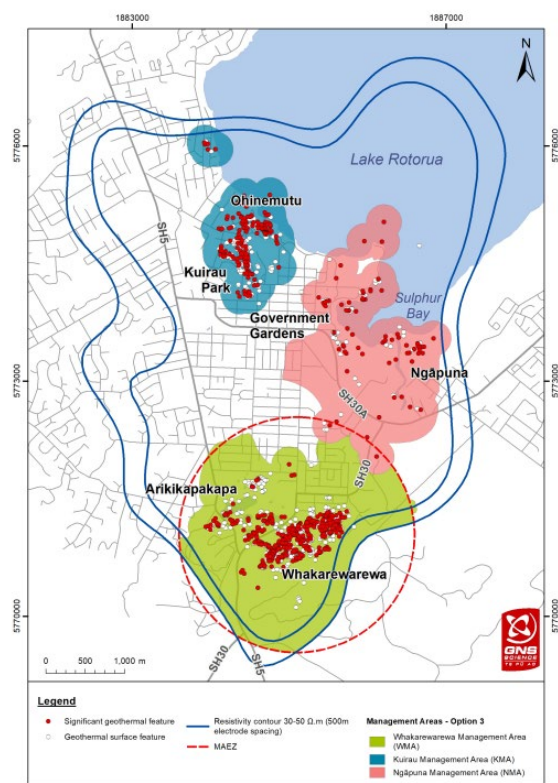 1883000
1887000
N
5776000
5776000
Lake Rotorua
Ohinemutu
SH5
Kuirau
Park
Government
Gardens
Sulphur
Bay
Ngāpuna
5773000
5773000
SH30A
SH30
Arikikapakapa
Whakarewarewa
5770000
5770000
0 500 1,000 m
SH30
SH5
GNS
SCIENCE
TE PŪ AO
Legend
Significant geothermal feature
Geothermal surface feature
Resistivity contour 30-50 Ω.m (500m
electrode spacing)
MAEZ
Management Areas - Option 3
Whakarewarewa Management Area
(WMA)
Kuirau Management Area (KMA)
Ngāpuna Management Area (NMA)